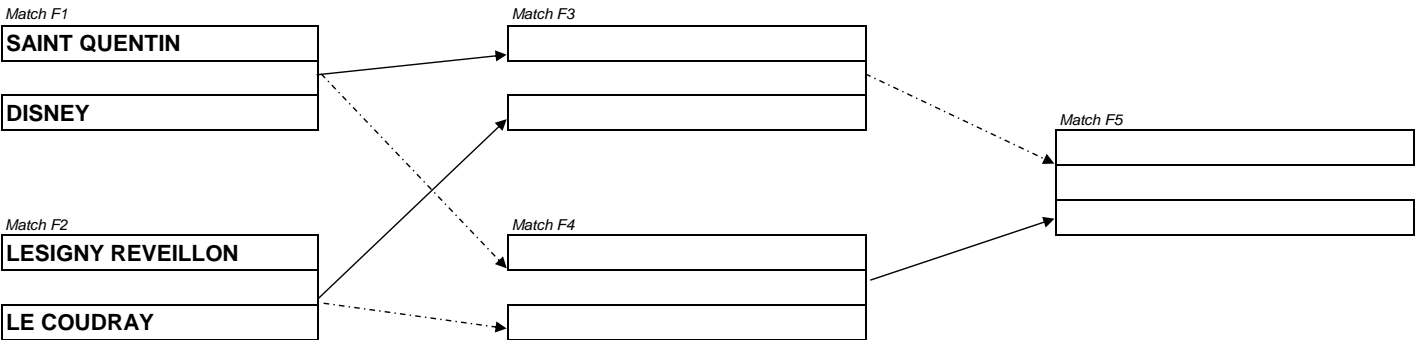 Match F1
SAINT QUENTIN
DISNEY
Match F2
LESIGNY REVEILLON
LE COUDRAY
Match F3
Match F4
Match F5